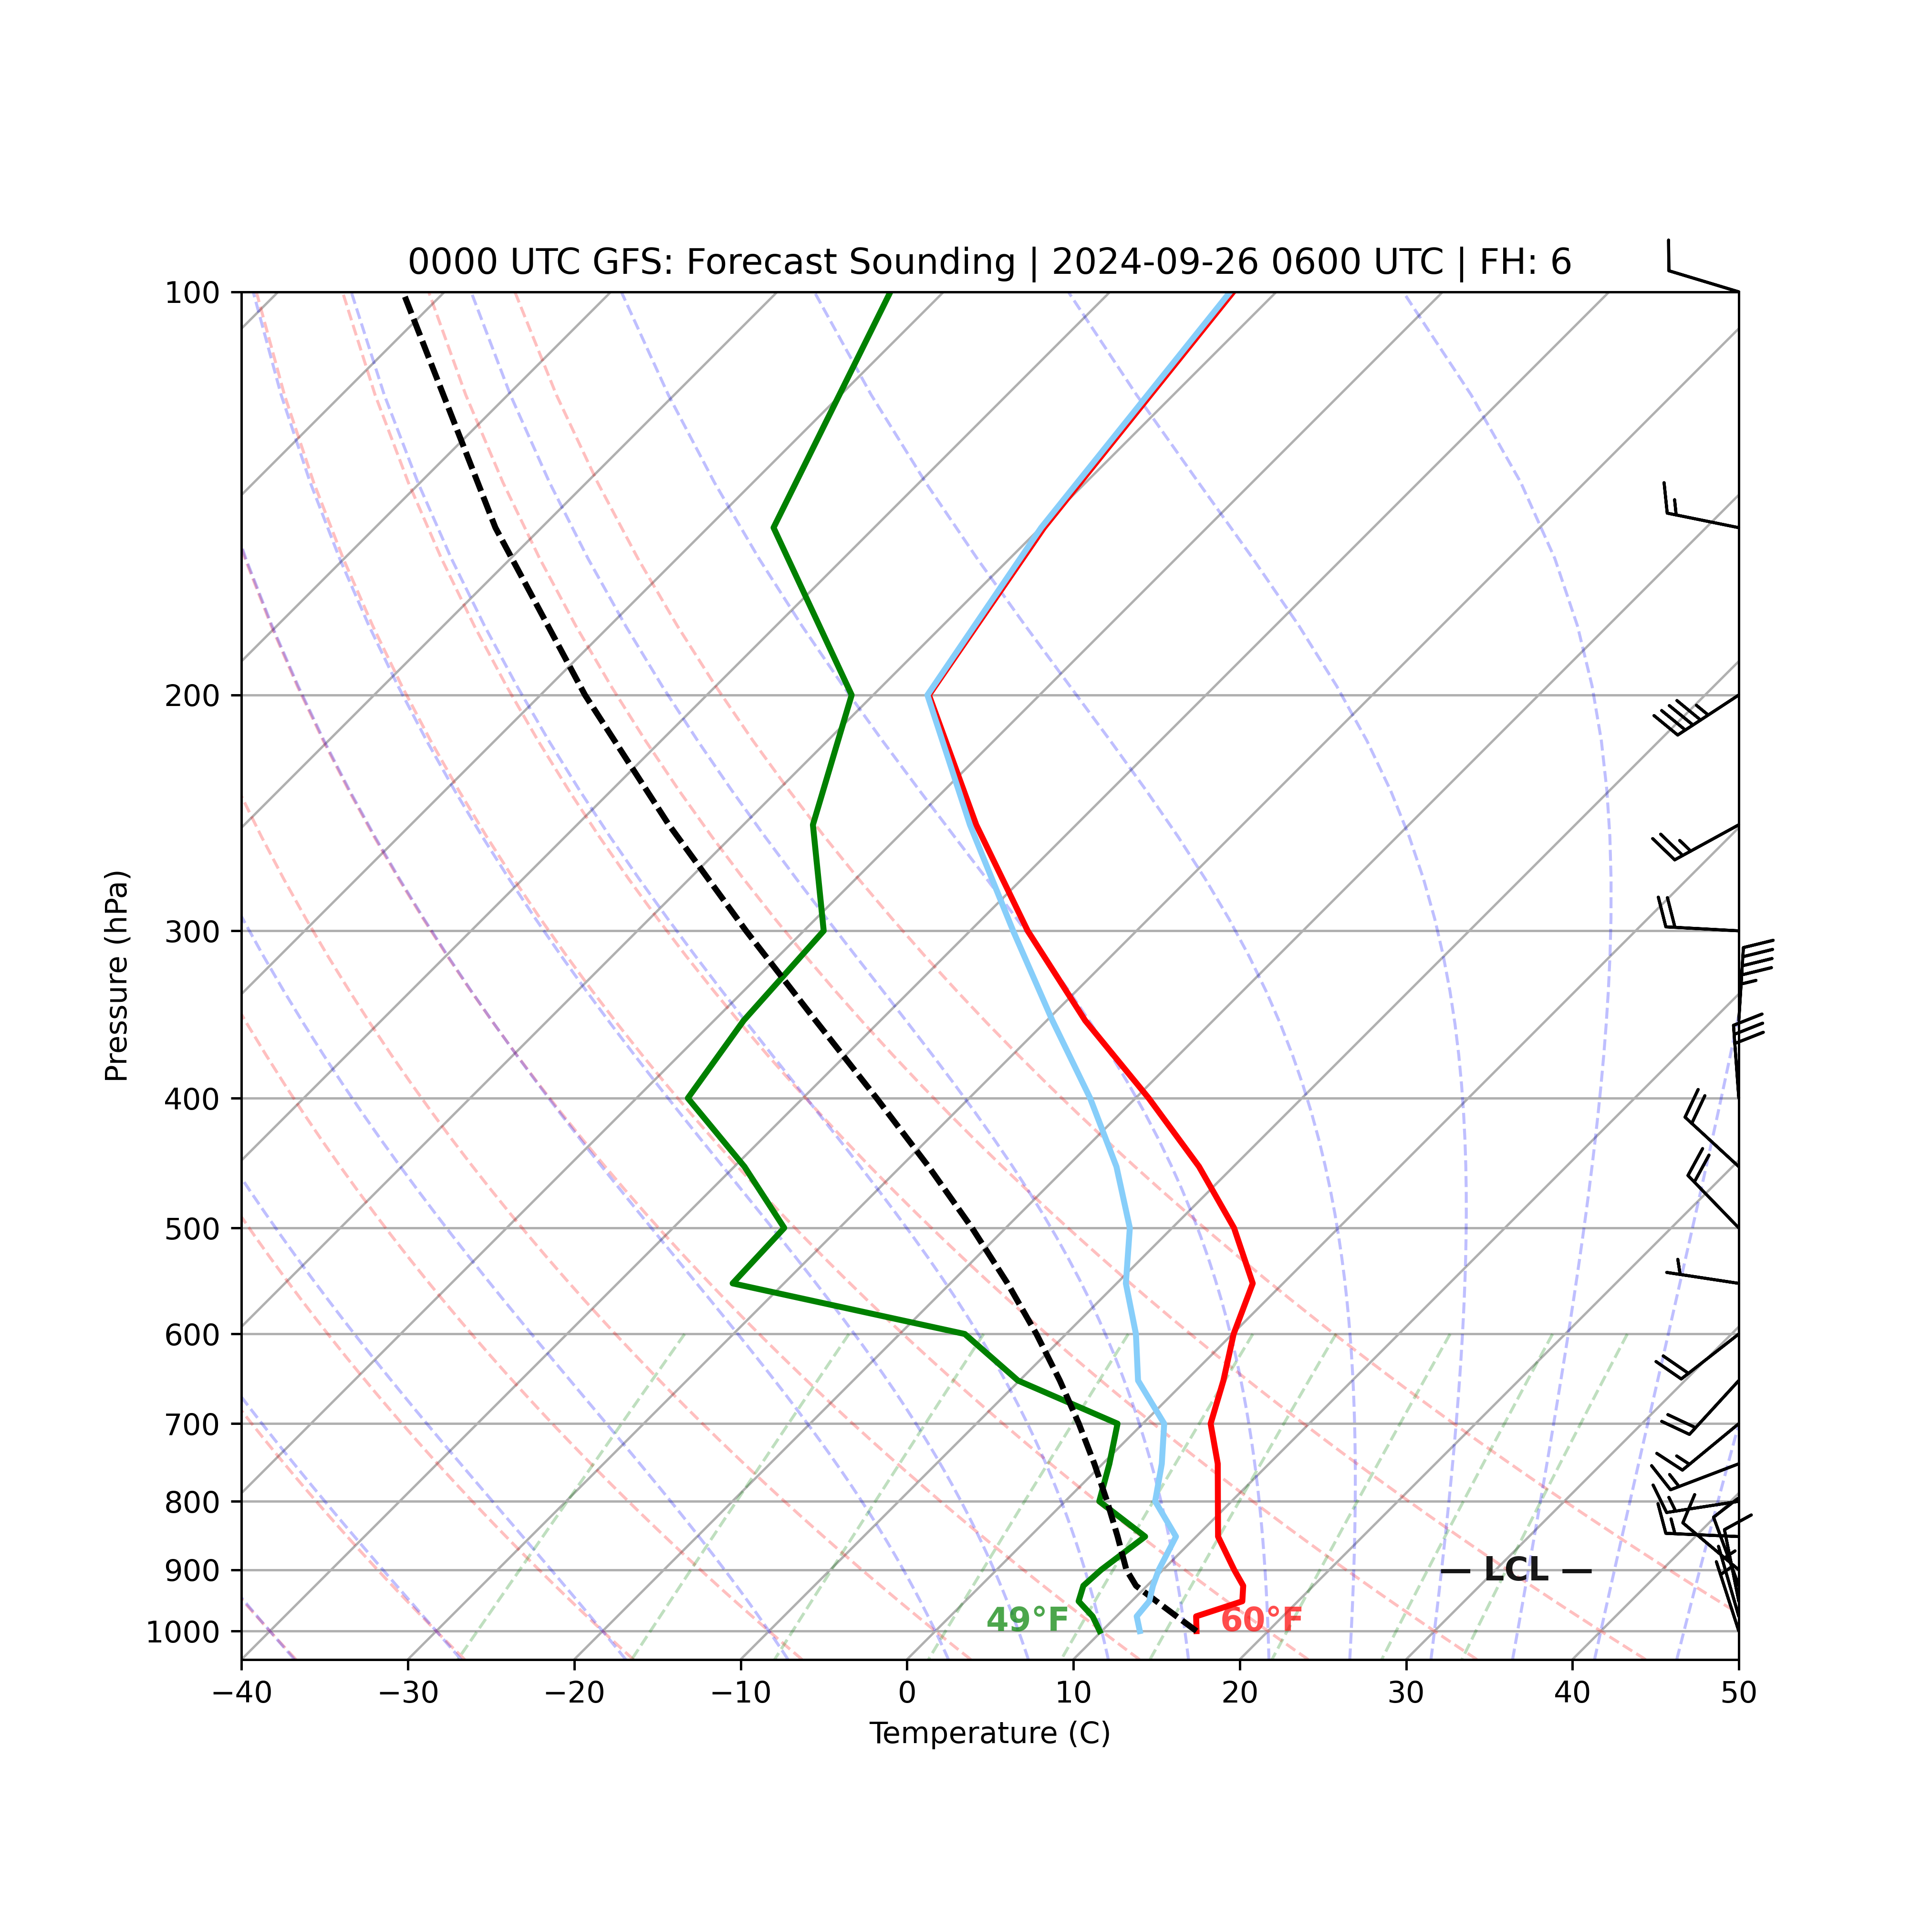 0000 UTC GFS: Forecast Sounding | 2024-09-26 0600 UTC | FH: 6
100
200
300
400
500
600
700
800
900
1000
Pressure (hPa)
— LCL —
49°F
60°F
−40 −30 −20 −10 0 10 20 30 40 50
Temperature (C)